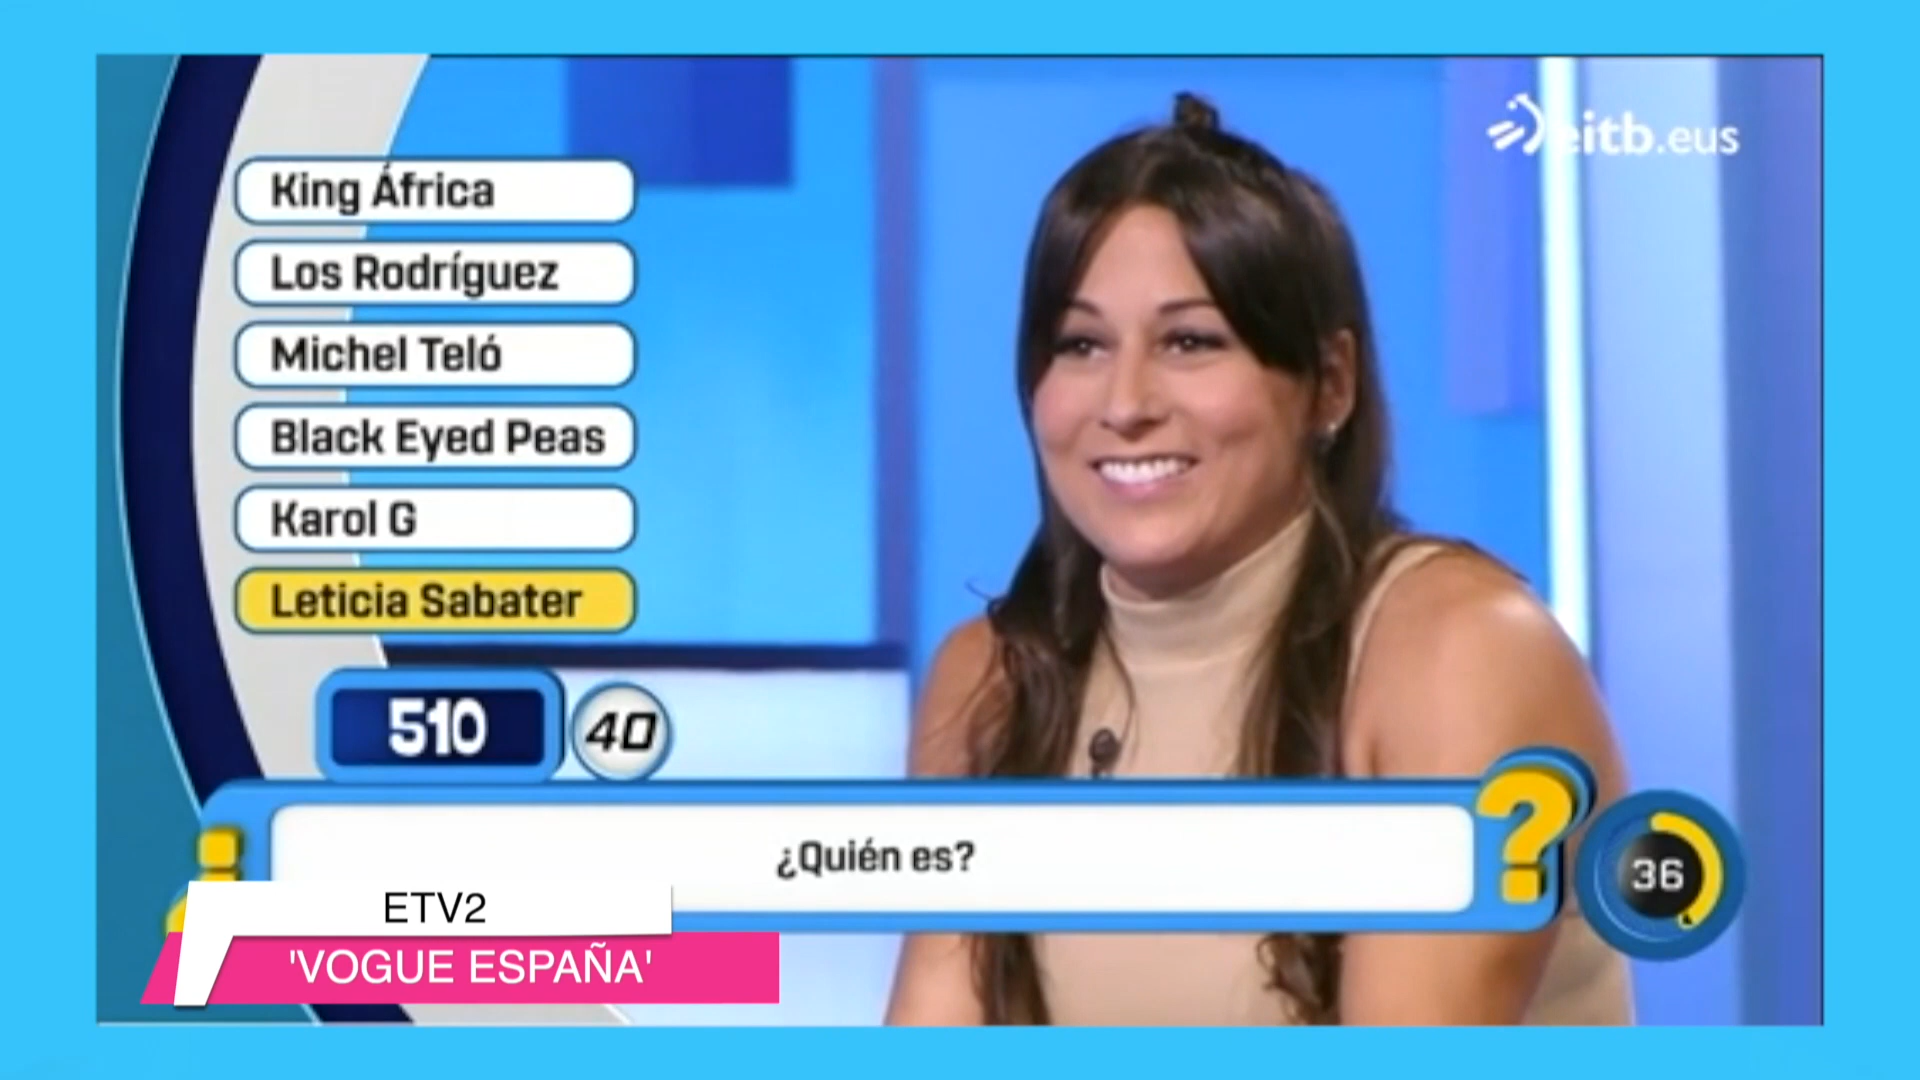 eitb.eus
King África
Los Rodríguez
Michel Teló
Black Eyed Peas
Karol G
Leticia Sabater
510
40
¿Quién es?
36
ETV2
'VOGUE ESPAÑA'